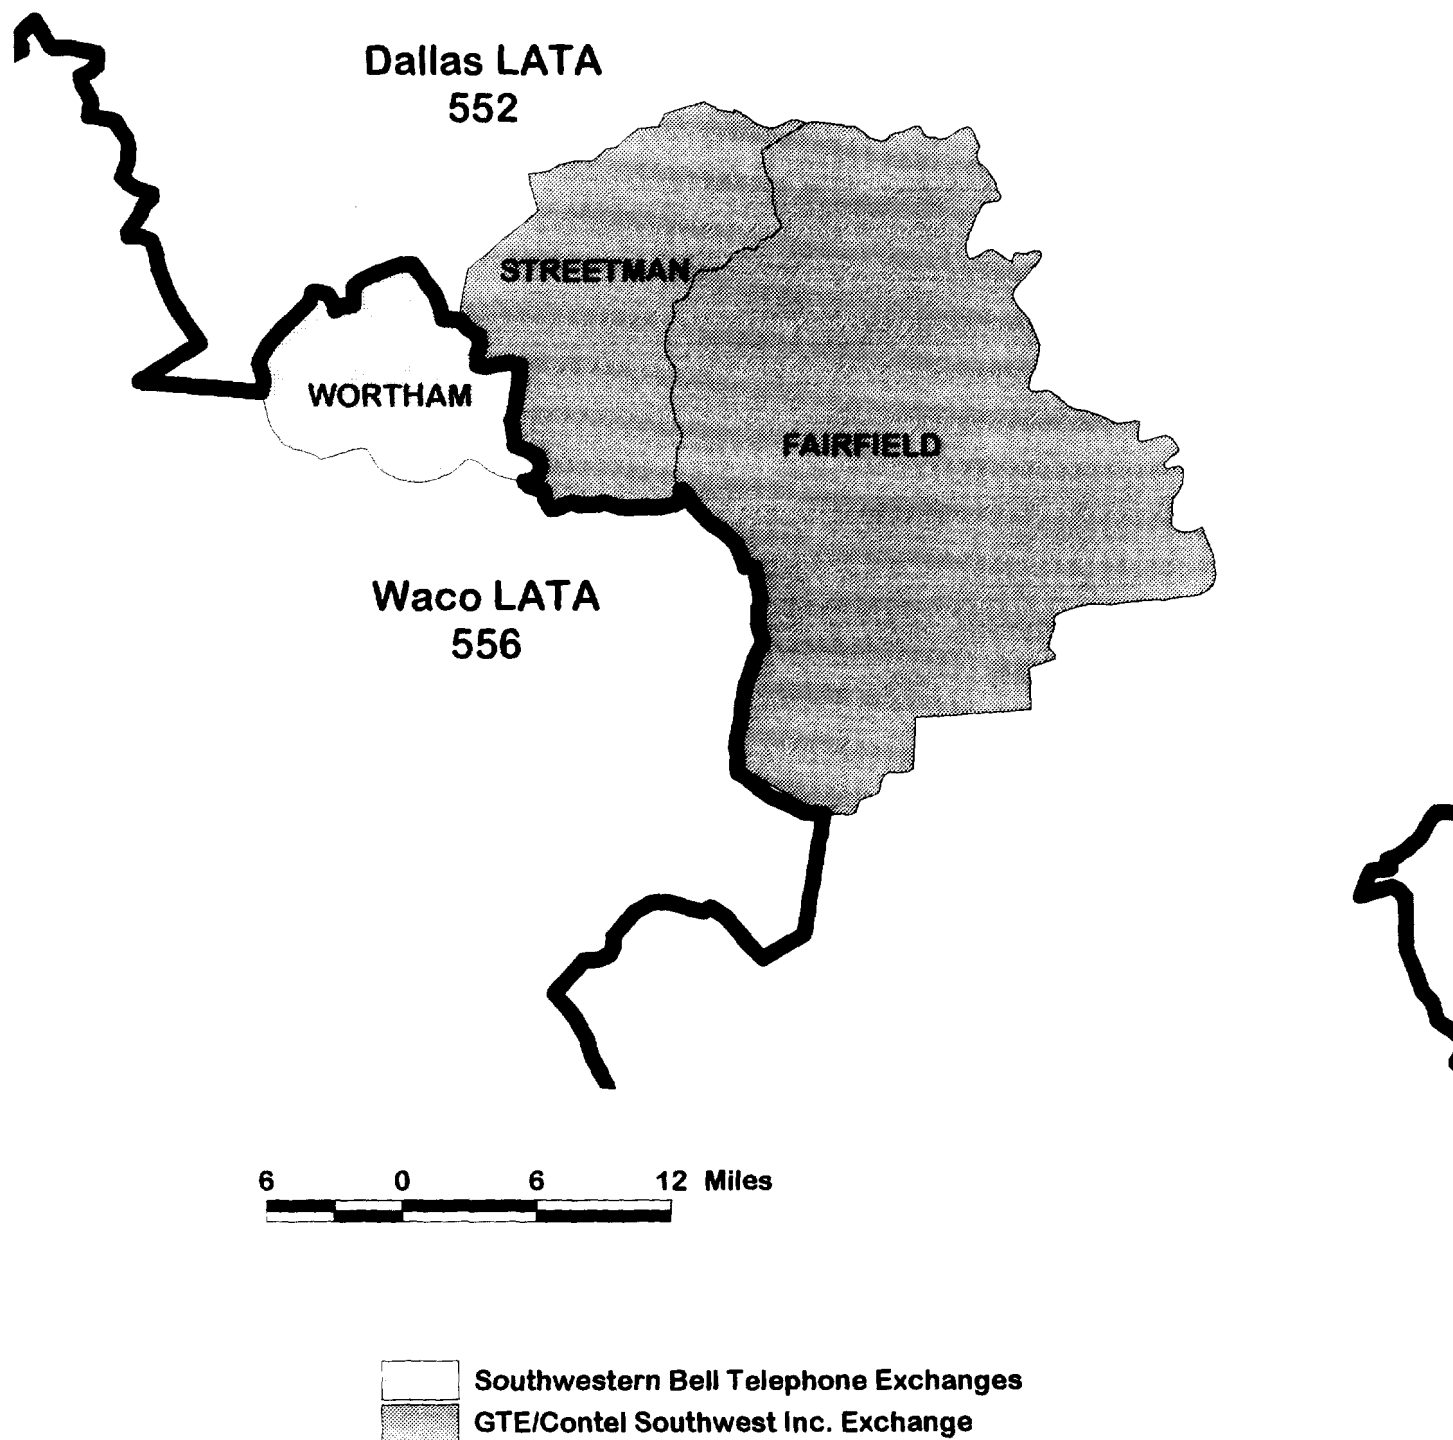 Dallas LATA
552
STREETMAN
WORTHAM
FAIRFIELD
Waco LATA
556
6 0 6 12 Miles
Southwestern Bell Telephone Exchanges
GTE/Contel Southwest Inc. Exchange